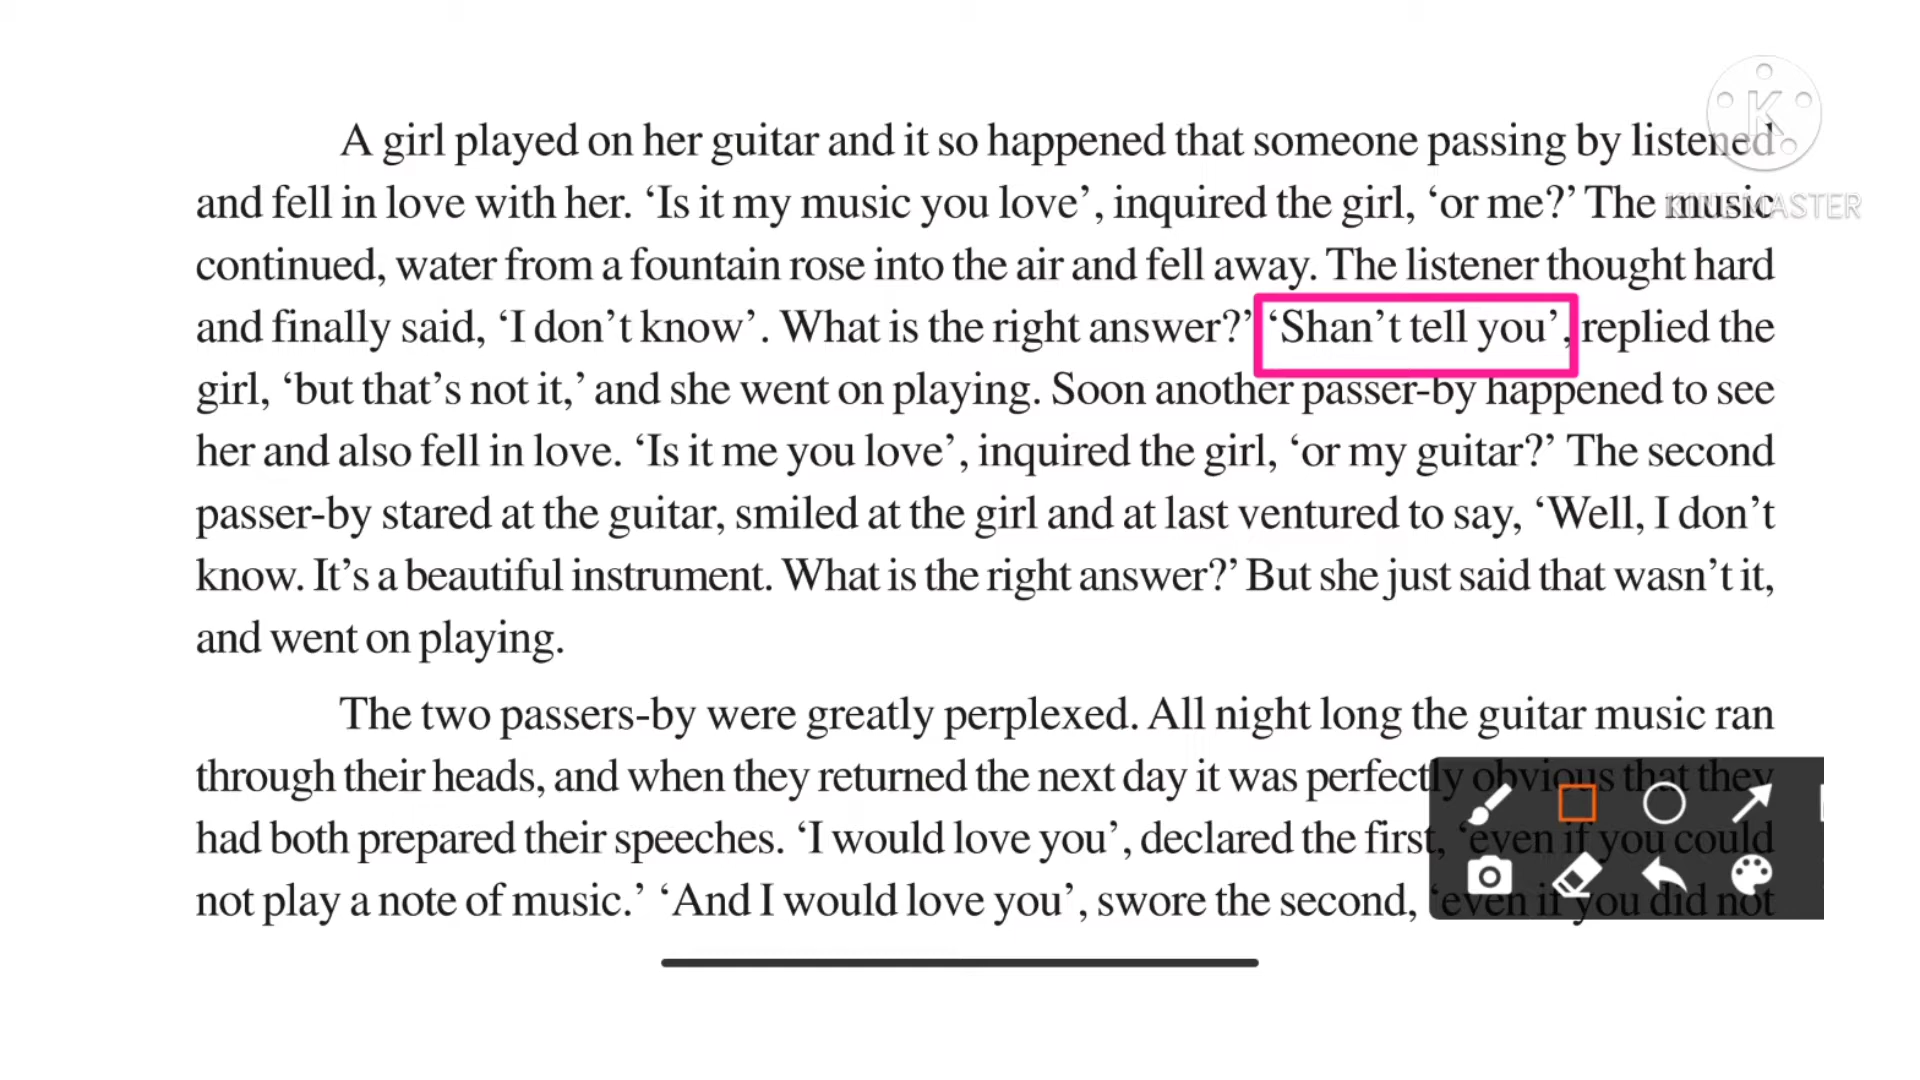 A girl played on her guitar and it so happened that someone passing by listened
and fell in love with her. ‘Is it my music you love’, inquired the girl, ‘or me?’ The music
continued, water from a fountain rose into the air and fell away. The listener thought hard
and finally said, ‘I don’t know’. What is the right answer?’ ‘Shan’t tell you’, replied the
girl, ‘but that’s not it,’ and she went on playing. Soon another passer-by happened to see
her and also fell in love. ‘Is it me you love’, inquired the girl, ‘or my guitar?’ The second
passer-by stared at the guitar, smiled at the girl and at last ventured to say, ‘Well, I don’t
know. It’s a beautiful instrument. What is the right answer?’ But she just said that wasn’t it,
and went on playing.
The two passers-by were greatly perplexed. All night long the guitar music ran
through their heads, and when they returned the next day it was perfectly obvious that they
had both prepared their speeches. ‘I would love you’, declared the first, ‘even if you could
not play a note of music.’ ‘And I would love you’, swore the second, ‘even if you did not
K
KINEMASTER